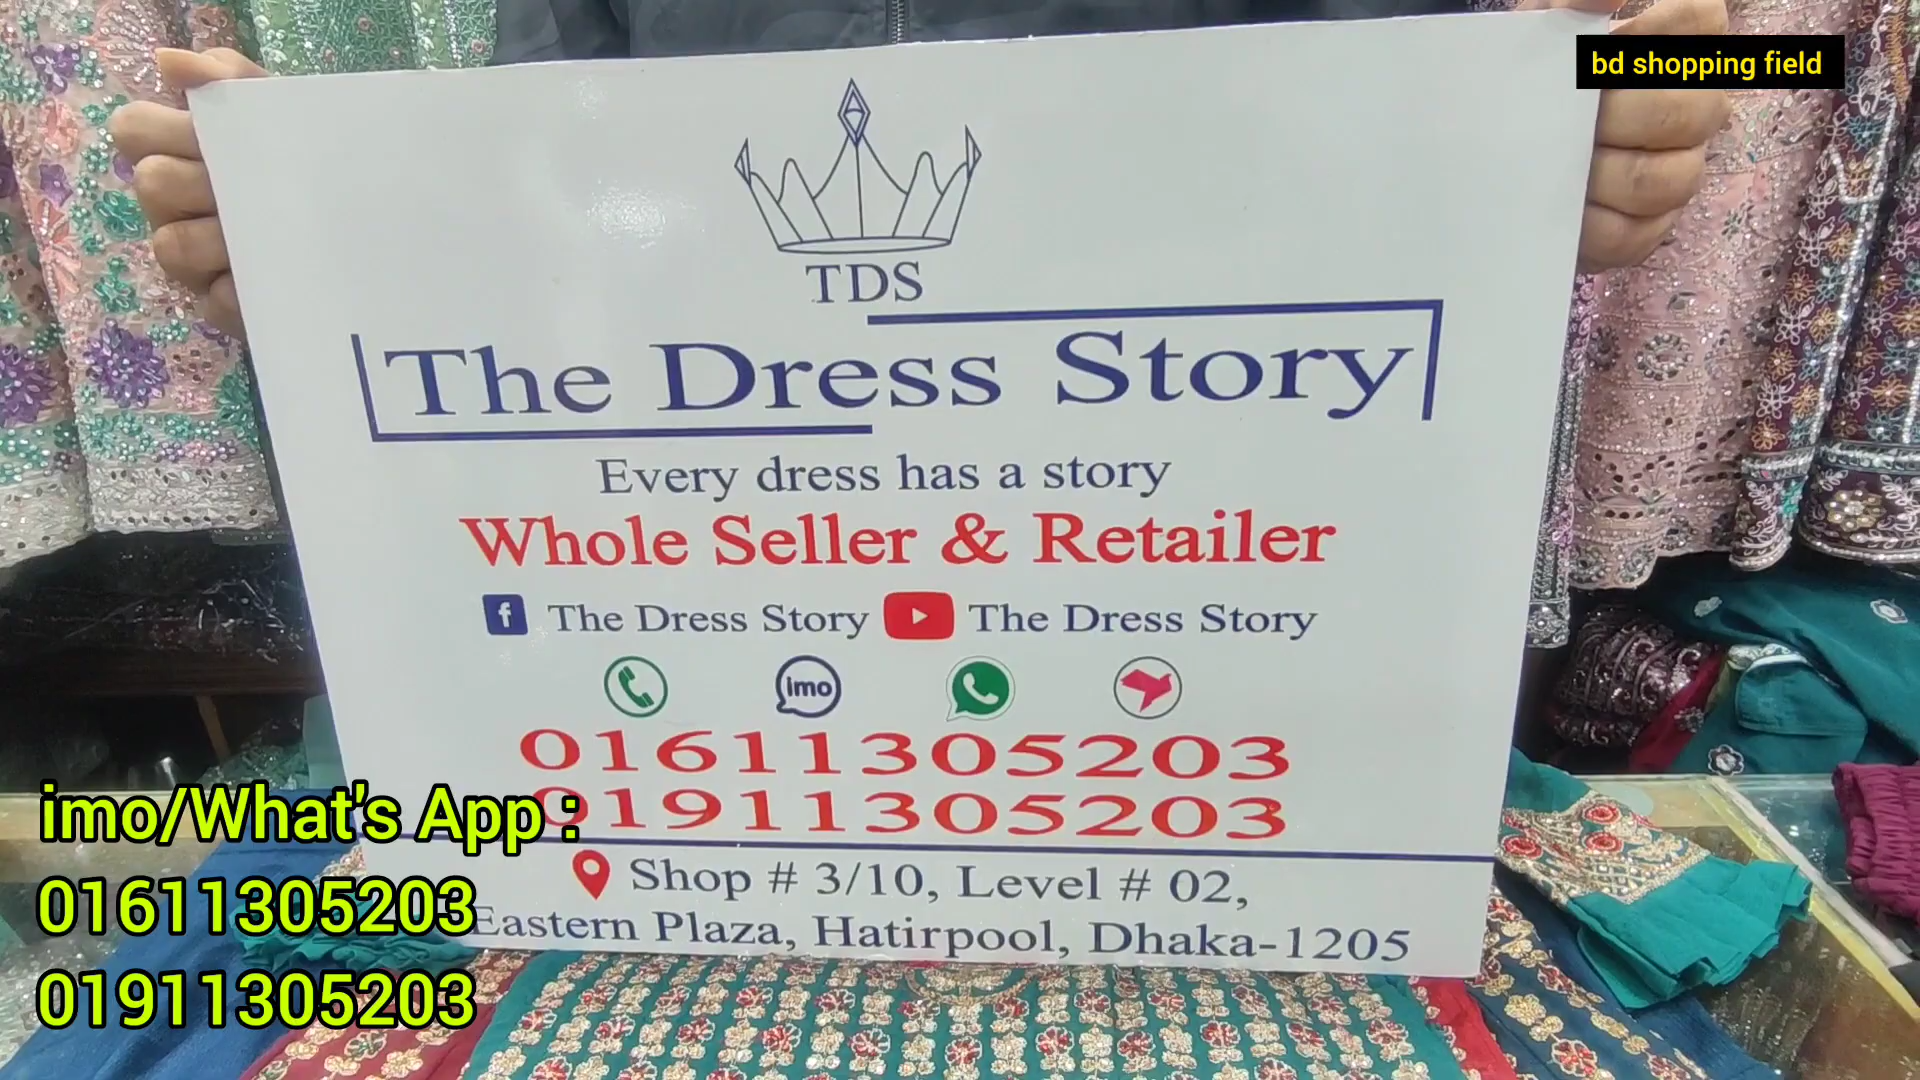 bd shopping field
TDS
The Dress Story
Every dress has a story
Whole Seller & Retailer
f The Dress Story The Dress Story
imo
01611305203
01911305203
Shop # 3/10, Level # 02,
Eastern Plaza, Hatirpool, Dhaka-1205
imo/What's App :
01611305203
01911305203